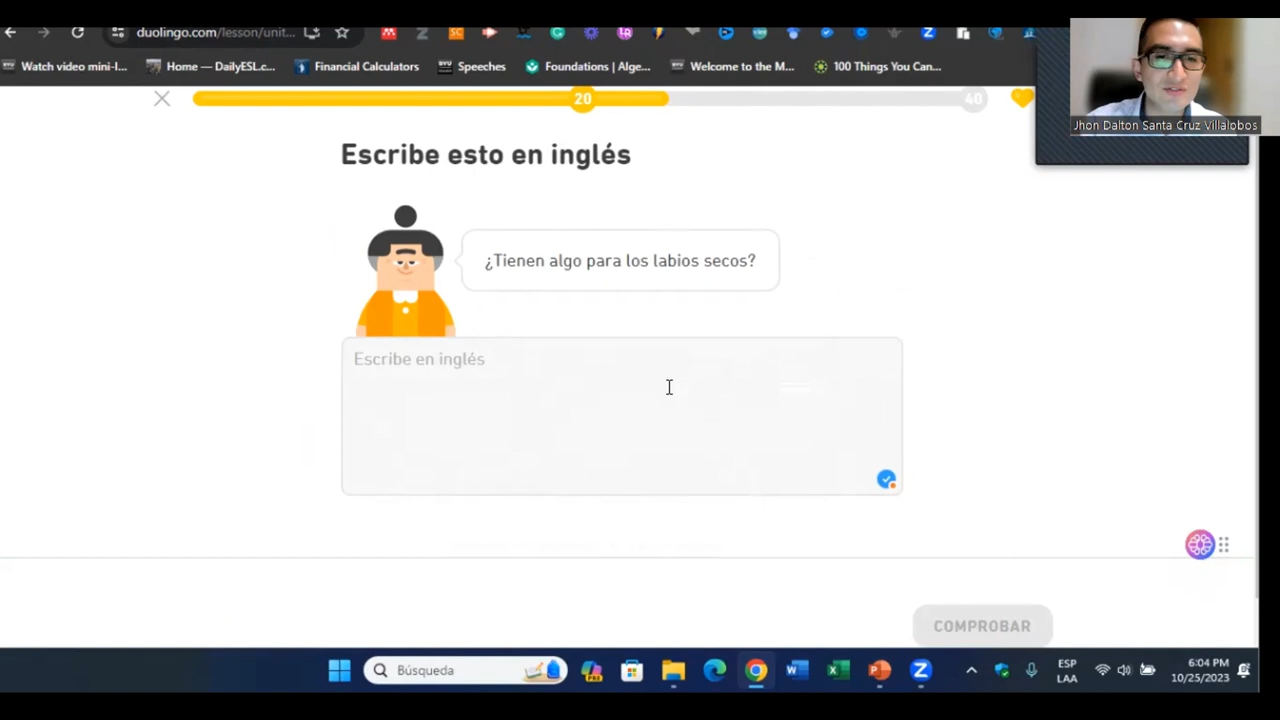 duolingo.com/lesson/unit...
Watch video mini-l...
Home — DailyESL.c...
Financial Calculators
Speeches
Foundations | Alge...
Welcome to the M...
100 Things You Can...
20
40
Jhon Dalton Santa Cruz Villalobos
Escribe esto en inglés
¿Tienen algo para los labios secos?
Escribe en inglés
COMPROBAR
Búsqueda
ESP
LAA
6:04 PM
10/25/2023